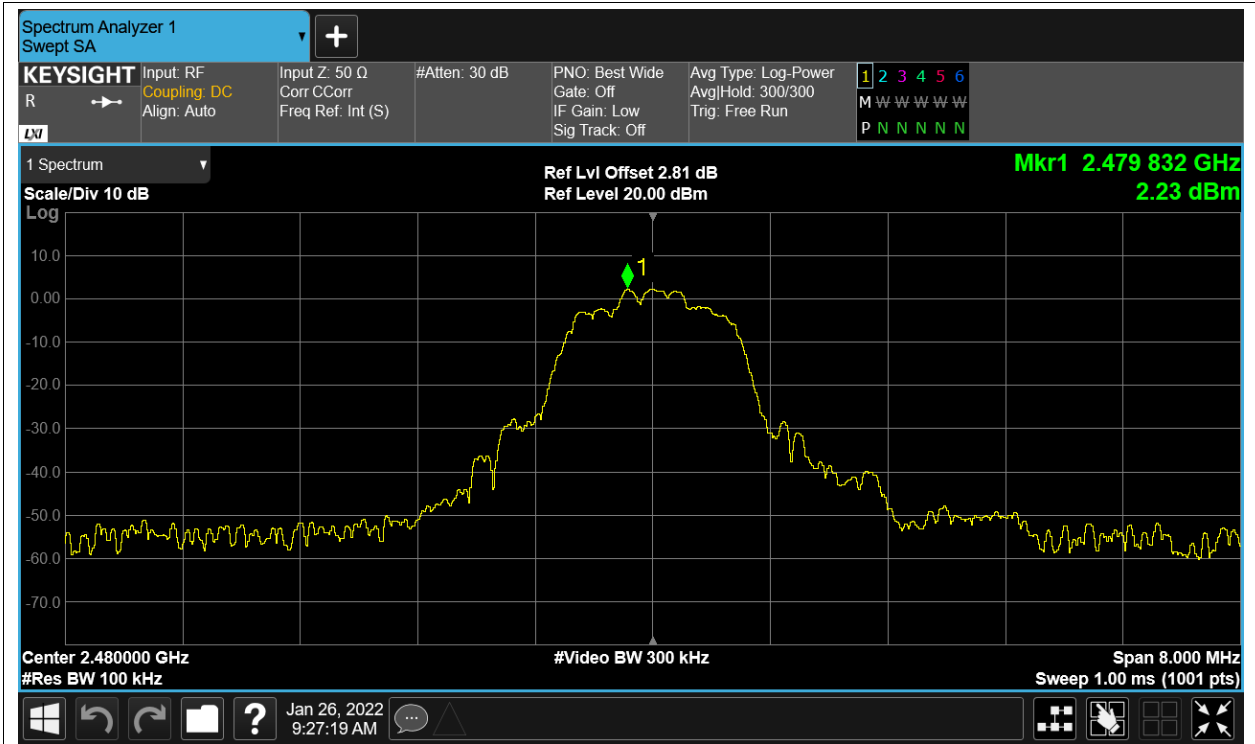 Spectrum Analyzer 1
Swept SA
+
KEYSIGHT
R
LXI
Input: RF
Coupling: DC
Align: Auto
Input Z: 50 Ω
Corr CCorr
Freq Ref: Int (S)
#Atten: 30 dB
PNO: Best Wide
Gate: Off
IF Gain: Low
Sig Track: Off
Avg Type: Log-Power
Avg|Hold: 300/300
Trig: Free Run
1 2 3 4 5 6
M W W W W W
P N N N N N
1 Spectrum
Scale/Div 10 dB
Log
Ref Lvl Offset 2.81 dB
Ref Level 20.00 dBm
Mkr1 2.479 832 GHz
2.23 dBm
1
10.0
0.00
-10.0
-20.0
-30.0
-40.0
-50.0
-60.0
-70.0
Center 2.480000 GHz
#Res BW 100 kHz
#Video BW 300 kHz
Span 8.000 MHz
Sweep 1.00 ms (1001 pts)
?
Jan 26, 2022
9:27:19 AM